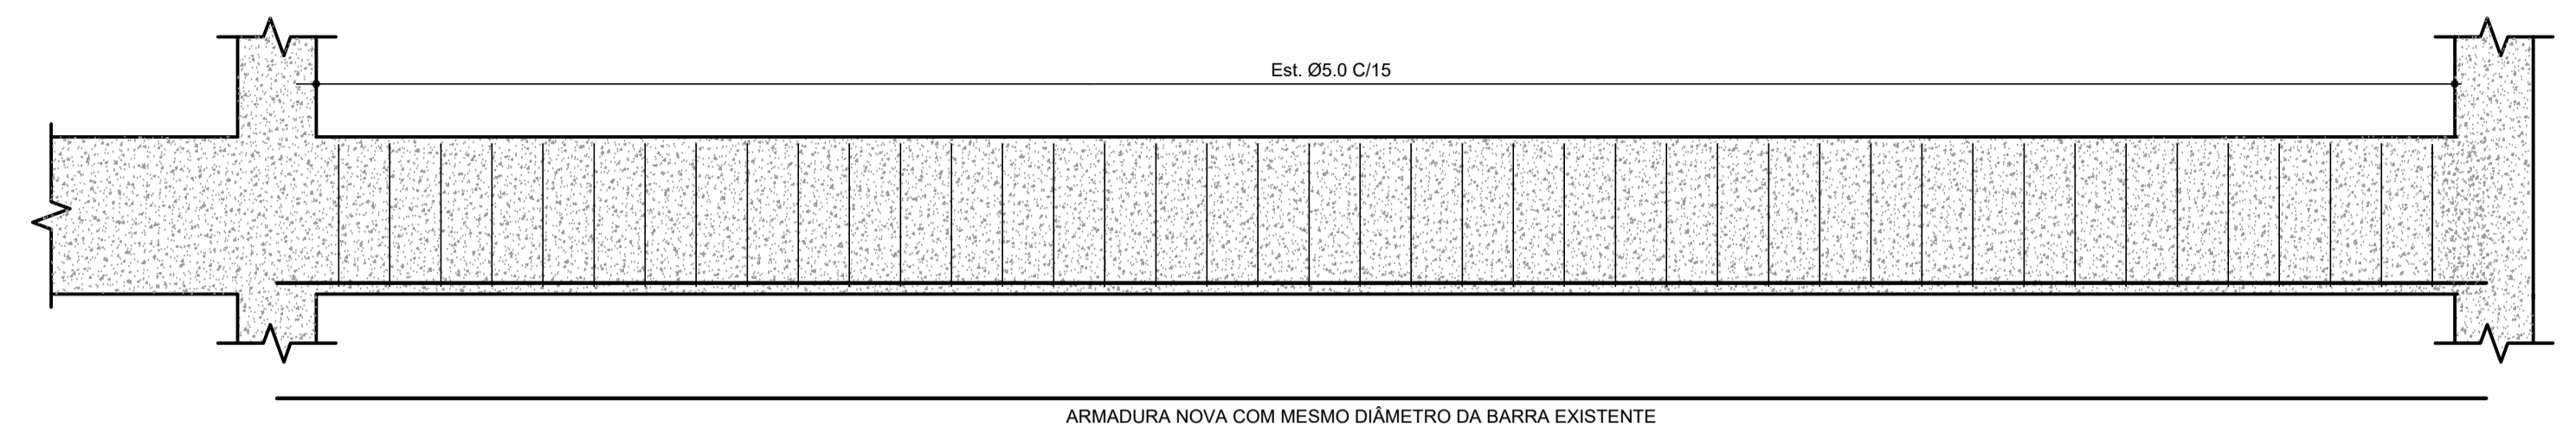 Est. Ø5.0 C/15
ARMADURA NOVA COM MESMO DIÂMETRO DA BARRA EXISTENTE